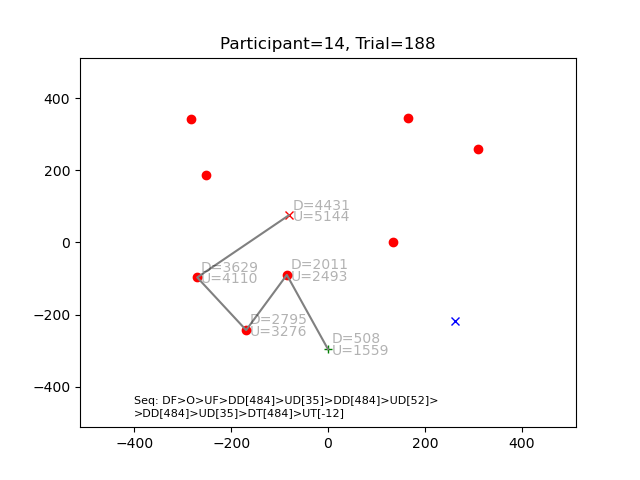 Participant=14, Trial=188
400
200
0
−200
−400
D=4431
U=5144
D=3629
U=4110
D=2011
U=2493
D=2795
U=3276
D=508
U=1559
Seq: DF>O>UF>DD[484]>UD[35]>DD[484]>UD[52]>
>DD[484]>UD[35]>DT[484]>UT[-12]
−400 −200 0 200 400